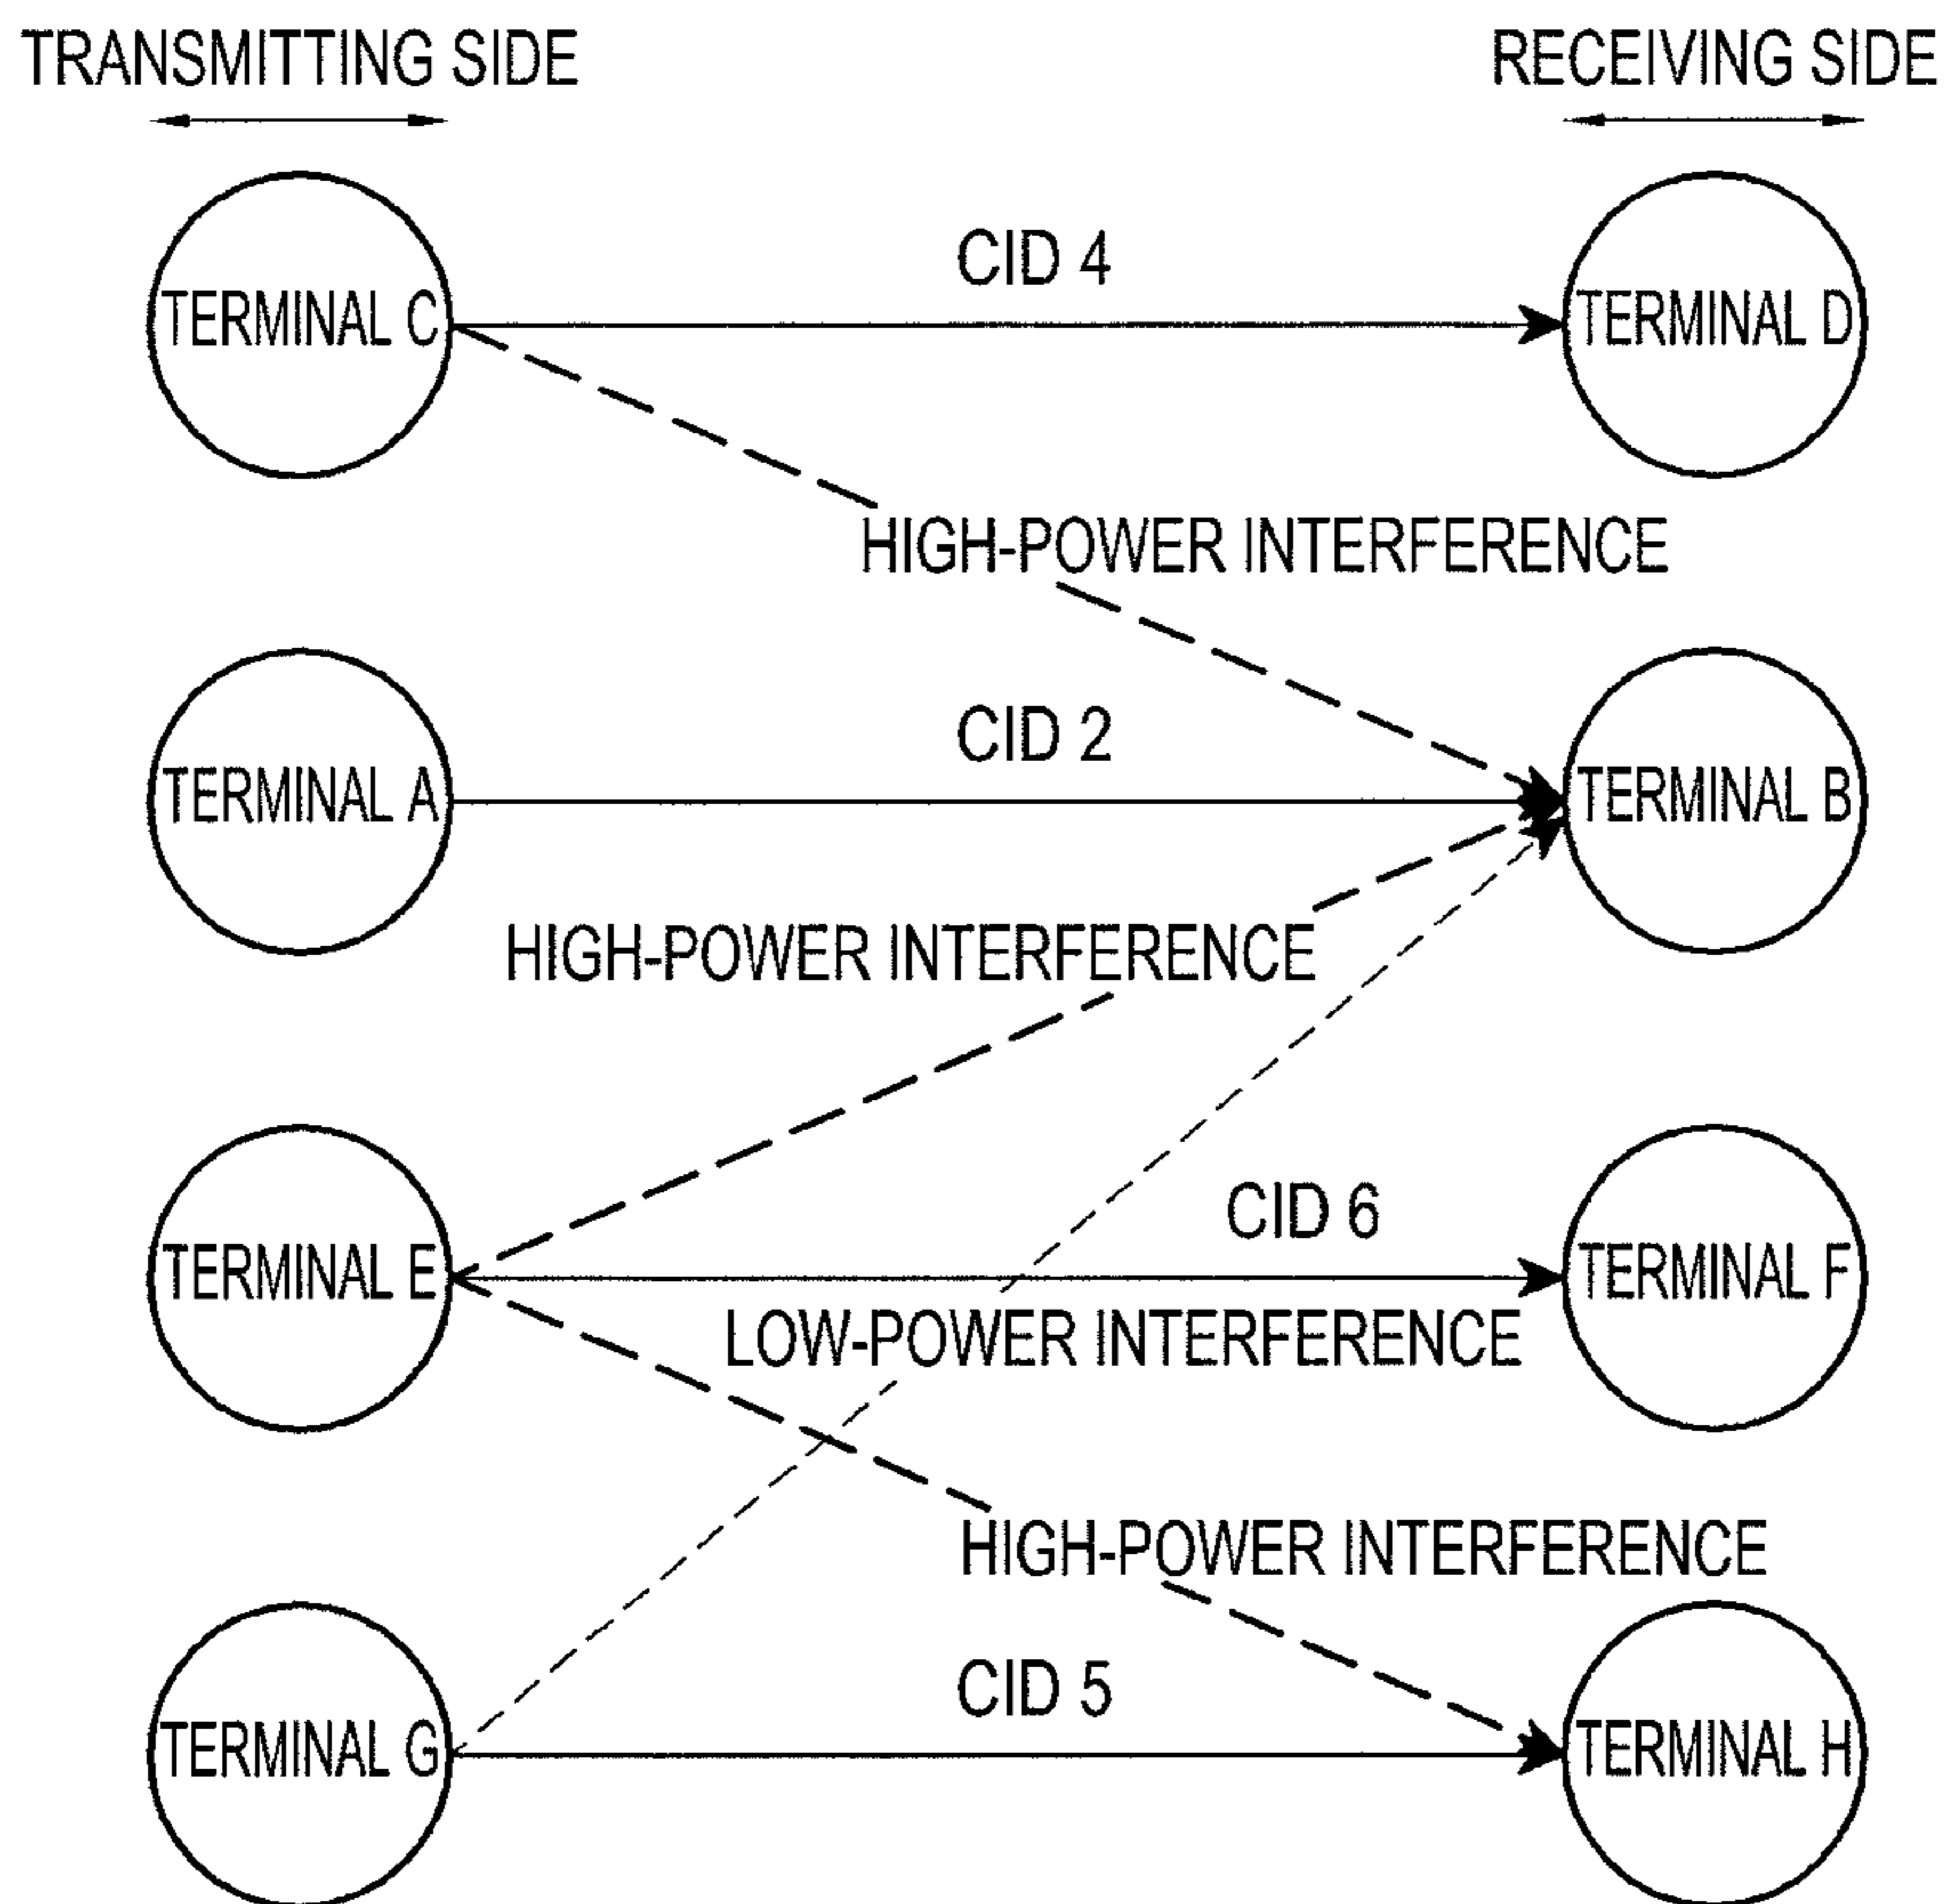 TRANSMITTING SIDE
RECEIVING SIDE
CID 4
TERMINAL C
TERMINAL D
HIGH-POWER INTERFERENCE
CID 2
TERMINAL A
TERMINAL B
HIGH-POWER INTERFERENCE
CID 6
TERMINAL E
TERMINAL F
LOW-POWER INTERFERENCE
HIGH-POWER INTERFERENCE
CID 5
TERMINAL G
TERMINAL H